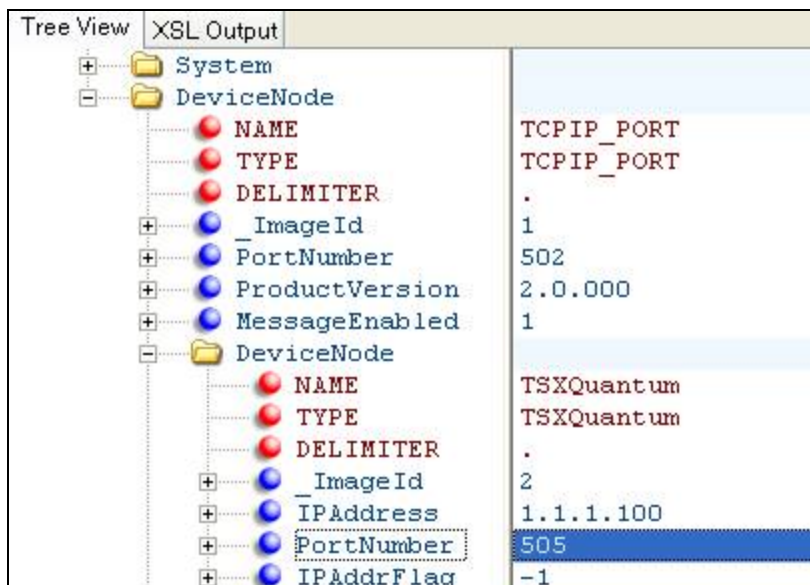 Tree View XSL Output
System
DeviceNode
NAME TCPIP_PORT
TYPE TCPIP_PORT
DELIMITER .
_ImageId 1
PortNumber 502
ProductVersion 2.0.000
MessageEnabled 1
DeviceNode
NAME TSXQuantum
TYPE TSXQuantum
DELIMITER .
_ImageId 2
IPAddress 1.1.1.100
PortNumber 505
IPAddrFlag -1